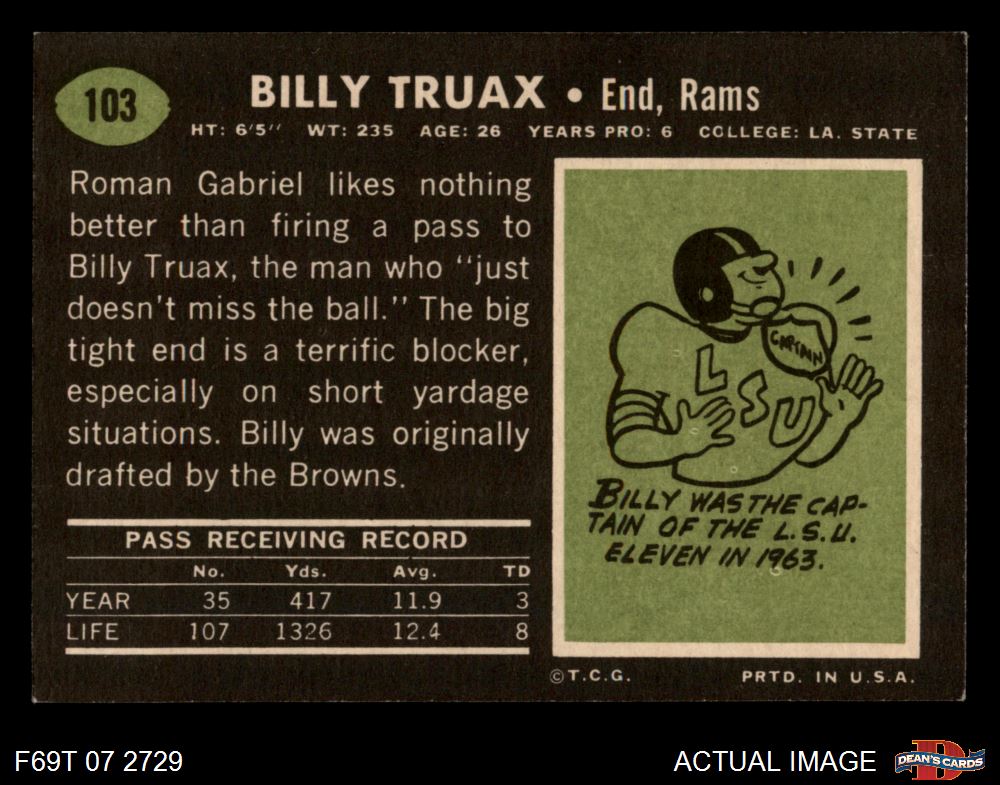 103
BILLY TRUAX • End, Rams
HT: 6'5'' WT: 235 AGE: 26 YEARS PRO: 6 COLLEGE: LA. STATE
Roman Gabriel likes nothing
better than firing a pass to
Billy Truax, the man who "just
doesn't miss the ball." The big
tight end is a terrific blocker,
especially on short yardage
situations. Billy was originally
drafted by the Browns.
PASS RECEIVING RECORD
No. Yds. Avg. TD
YEAR 35 417 11.9 3
LIFE 107 1326 12.4 8
CAPTAIN
LSU
BILLY WAS THE CAP-
TAIN OF THE L.S.U.
ELEVEN IN 1963.
©T.C.G. PRTD. IN U.S.A.
F69T 07 2729 ACTUAL IMAGE
D
DEAN'S CARDS